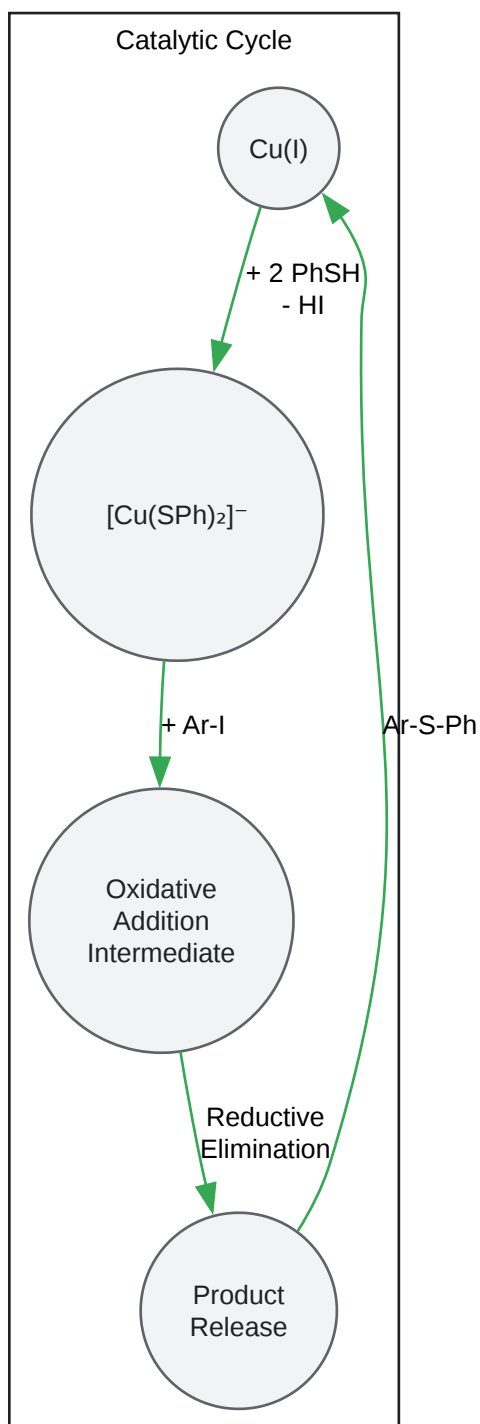 Catalytic Cycle
Cu(I)
+ 2 PhSH
- HI
[Cu(SPh)₂]⁻
+ Ar-I
Ar-S-Ph
Oxidative
Addition
Intermediate
Reductive
Elimination
Product
Release